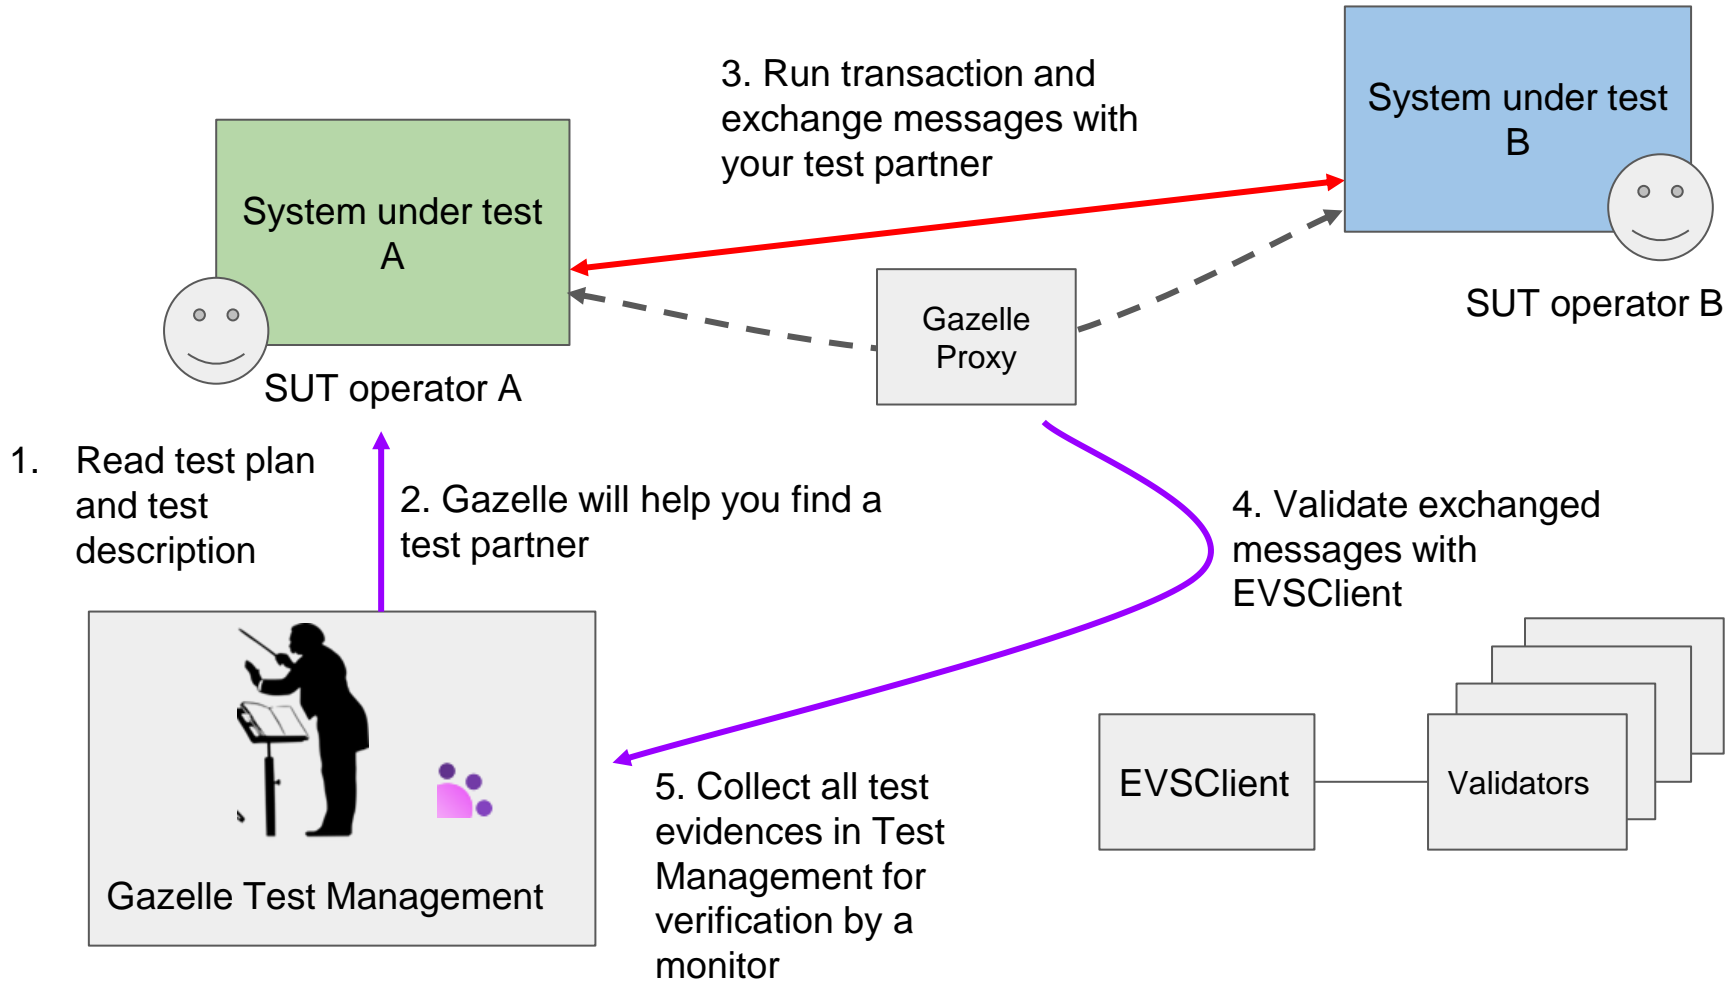 System under test
B
3. Run transaction and
exchange messages with
your test partner
System under test
A
SUT operator B
Gazelle
Proxy
SUT operator A
1. Read test plan
and test
description
2. Gazelle will help you find a
test partner
4. Validate exchanged
messages with
EVSClient
EVSClient
Validators
5. Collect all test
evidences in Test
Management for
verification by a
monitor
Gazelle Test Management